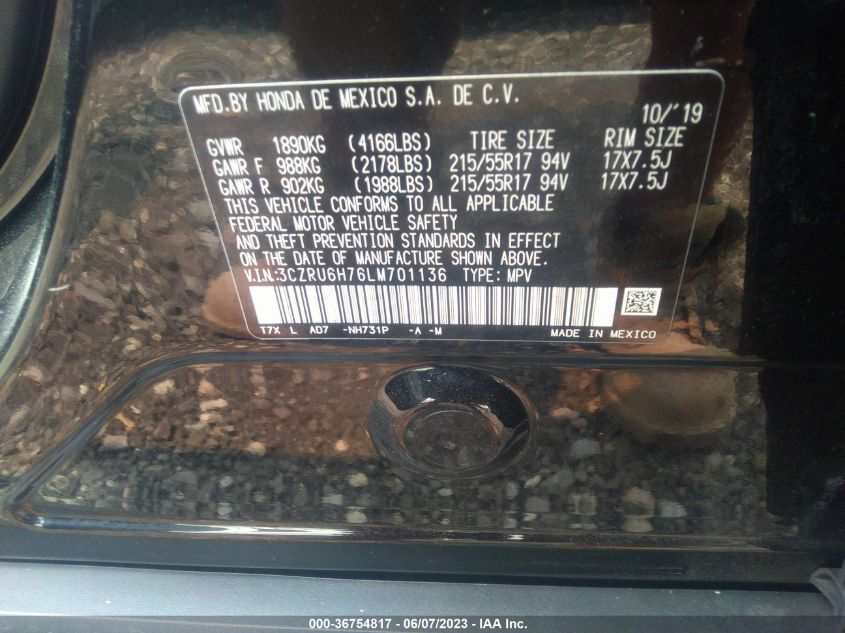 MFD.BY HONDA DE MEXICO S.A. DE C.V.
10/'19
GVWR 1890KG (4166LBS) TIRE SIZE RIM SIZE
GAWR F 988KG (2178LBS) 215/55R17 94V 17X7.5J
GAWR R 902KG (1988LBS) 215/55R17 94V 17X7.5J
THIS VEHICLE CONFORMS TO ALL APPLICABLE
FEDERAL MOTOR VEHICLE SAFETY
AND THEFT PREVENTION STANDARDS IN EFFECT
ON THE DATE OF MANUFACTURE SHOWN ABOVE.
V.I.N:3CZRU6H76LM701136 TYPE: MPV
T7X L AD7 -NH731P -A -M MADE IN MEXICO
000-36754817 - 06/07/2023 - IAA Inc.